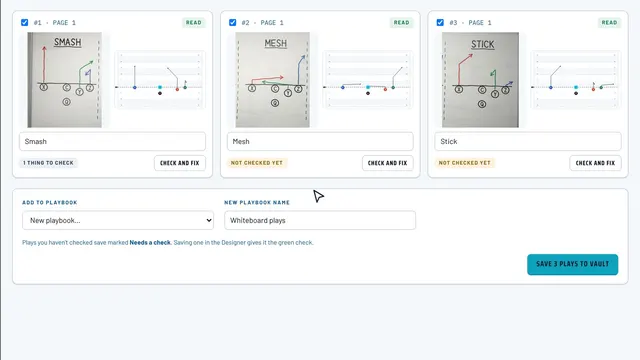 #1 · PAGE 1
READ
SMASH
X C Y Z
Q
Smash
1 THING TO CHECK
CHECK AND FIX
#2 · PAGE 1
READ
MESH
X C Y Z
Q
Mesh
NOT CHECKED YET
CHECK AND FIX
#3 · PAGE 1
READ
STICK
X C Y Z
Q
Stick
NOT CHECKED YET
CHECK AND FIX
ADD TO PLAYBOOK
New playbook...
NEW PLAYBOOK NAME
Whiteboard plays
Plays you haven't checked save marked Needs a check. Saving one in the Designer gives it the green check.
SAVE 3 PLAYS TO VAULT